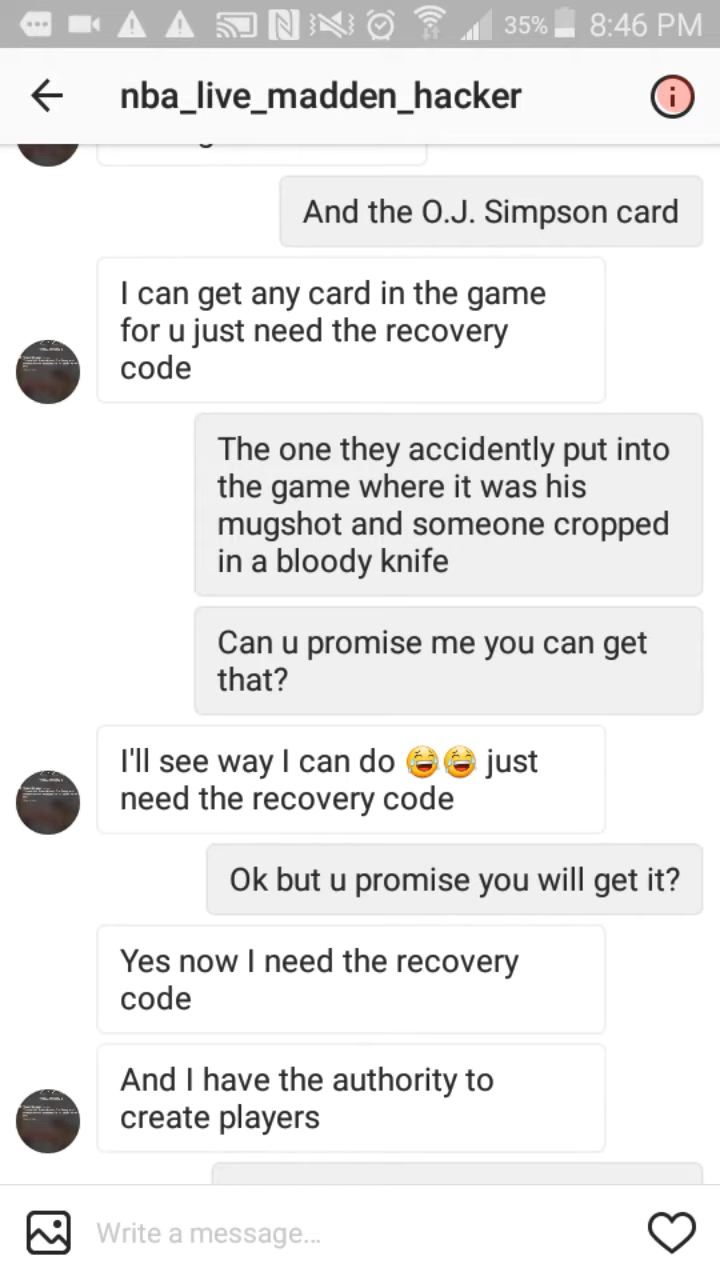 35% 8:46 PM
nba_live_madden_hacker
And the O.J. Simpson card
I can get any card in the game
for u just need the recovery
code
The one they accidently put into
the game where it was his
mugshot and someone cropped
in a bloody knife
Can u promise me you can get
that?
I'll see way I can do 😂😂 just
need the recovery code
Ok but u promise you will get it?
Yes now I need the recovery
code
And I have the authority to
create players
Write a message...